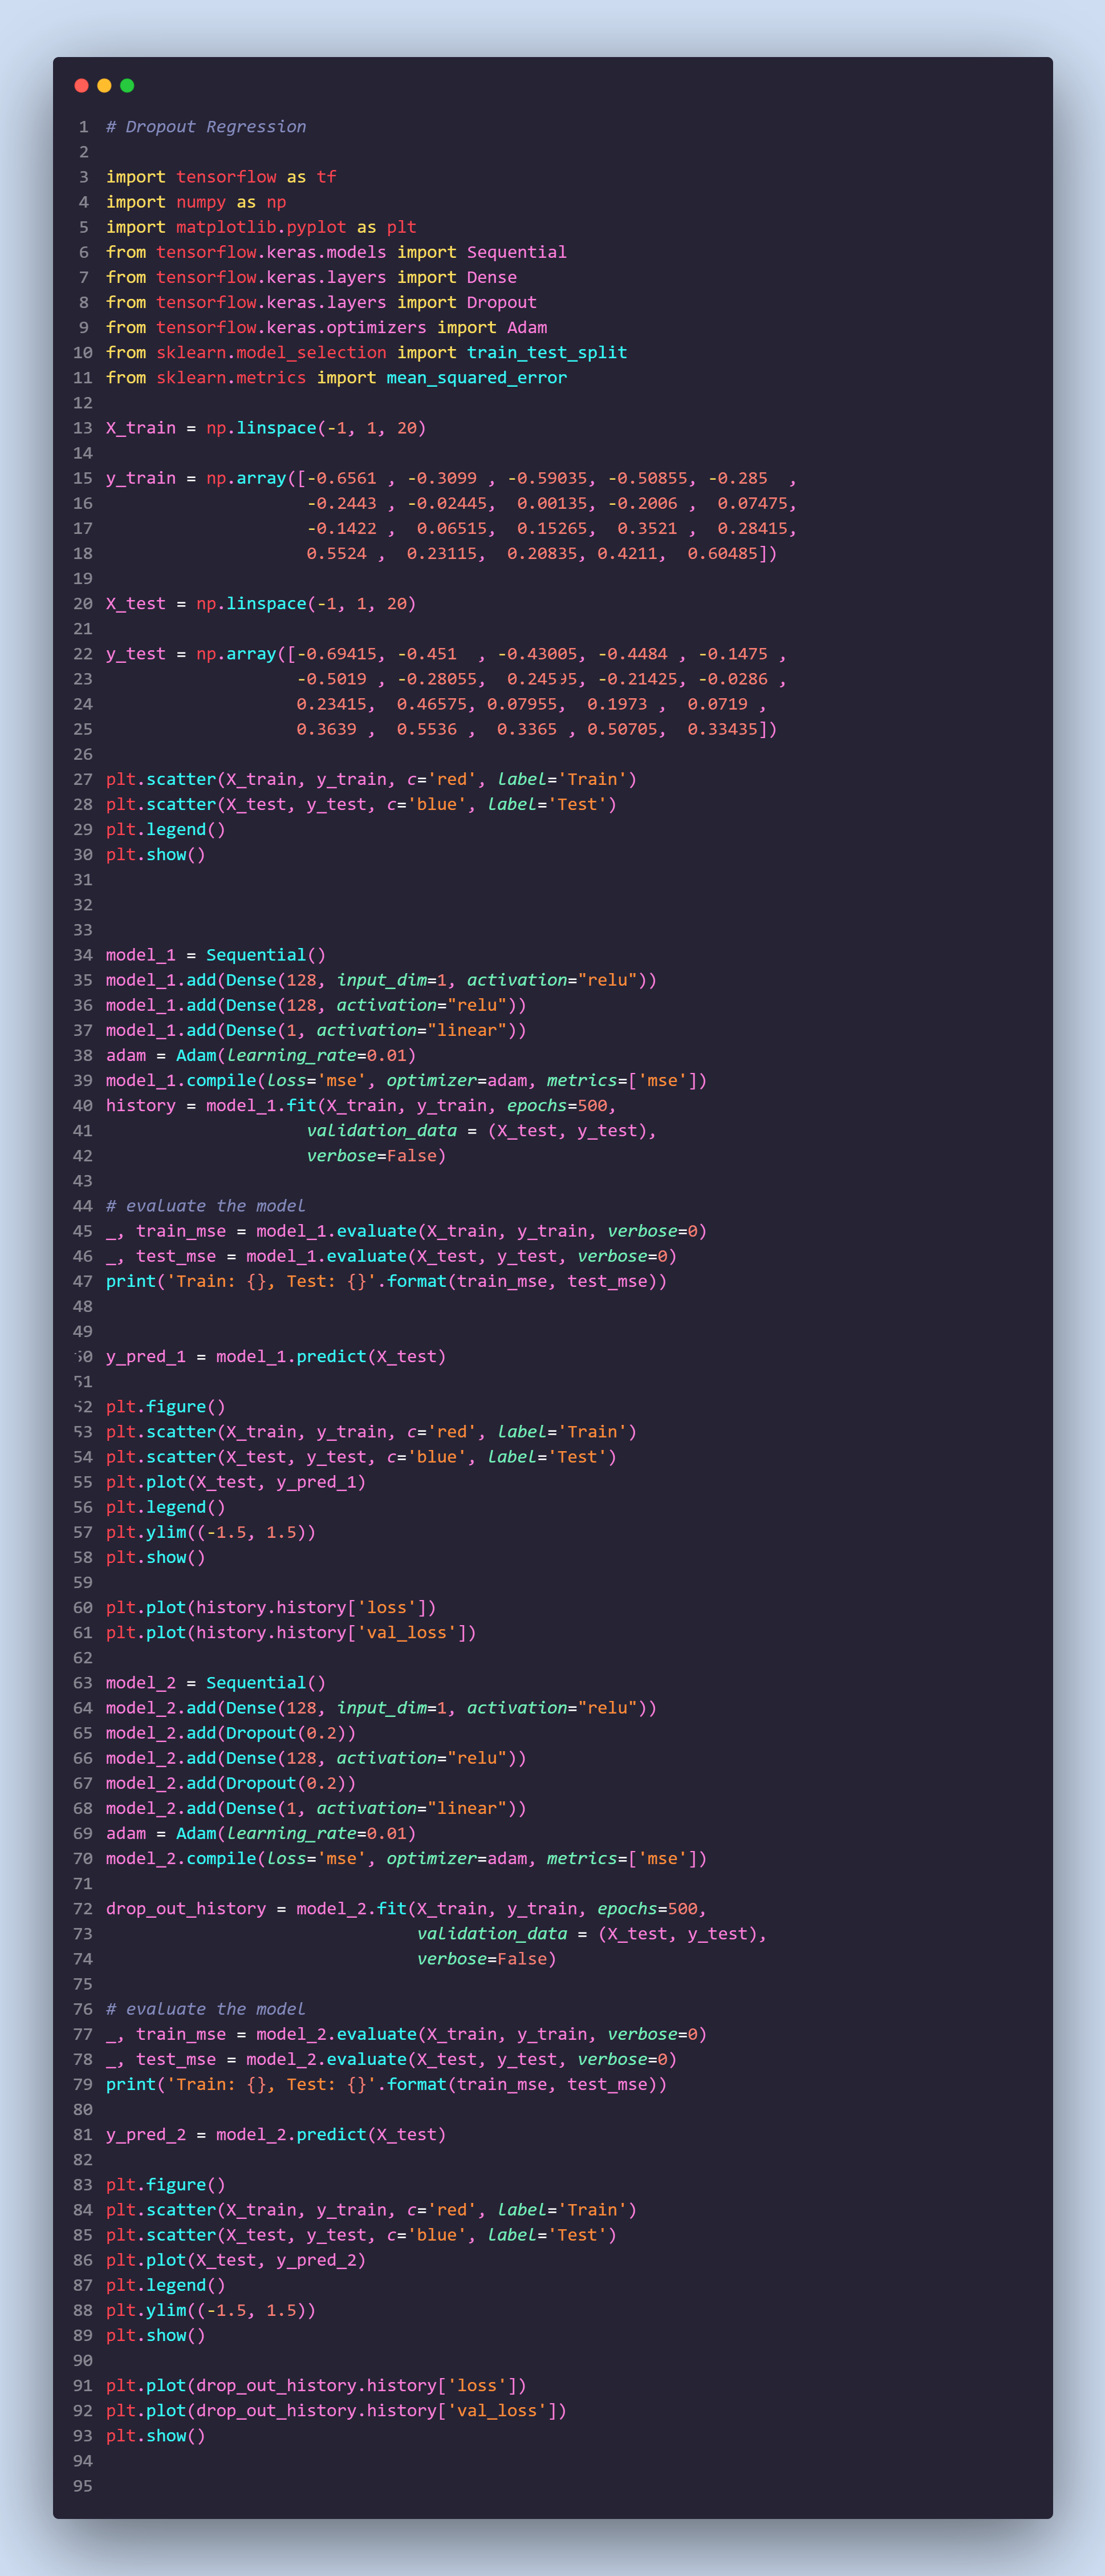 1 # Dropout Regression
2
3 import tensorflow as tf
4 import numpy as np
5 import matplotlib.pyplot as plt
6 from tensorflow.keras.models import Sequential
7 from tensorflow.keras.layers import Dense
8 from tensorflow.keras.layers import Dropout
9 from tensorflow.keras.optimizers import Adam
10 from sklearn.model_selection import train_test_split
11 from sklearn.metrics import mean_squared_error
12
13 X_train = np.linspace(-1, 1, 20)
14
15 y_train = np.array([-0.6561 , -0.3099 , -0.59035, -0.50855, -0.285  ,
16                     -0.2443 , -0.02445,  0.00135, -0.2006 ,  0.07475,
17                     -0.1422 ,  0.06515,  0.15265,  0.3521 ,  0.28415,
18                     0.5524 ,  0.23115,  0.20835, 0.4211,  0.60485])
19
20 X_test = np.linspace(-1, 1, 20)
21
22 y_test = np.array([-0.69415, -0.451  , -0.43005, -0.4484 , -0.1475 ,
23                    -0.5019 , -0.28055,  0.24595, -0.21425, -0.0286 ,
24                    0.23415,  0.46575, 0.07955,  0.1973 ,  0.0719 ,
25                    0.3639 ,  0.5536 ,  0.3365 , 0.50705,  0.33435])
26
27 plt.scatter(X_train, y_train, c='red', label='Train')
28 plt.scatter(X_test, y_test, c='blue', label='Test')
29 plt.legend()
30 plt.show()
31
32
33
34 model_1 = Sequential()
35 model_1.add(Dense(128, input_dim=1, activation="relu"))
36 model_1.add(Dense(128, activation="relu"))
37 model_1.add(Dense(1, activation="linear"))
38 adam = Adam(learning_rate=0.01)
39 model_1.compile(loss='mse', optimizer=adam, metrics=['mse'])
40 history = model_1.fit(X_train, y_train, epochs=500,
41                     validation_data = (X_test, y_test),
42                     verbose=False)
43
44 # evaluate the model
45 _, train_mse = model_1.evaluate(X_train, y_train, verbose=0)
46 _, test_mse = model_1.evaluate(X_test, y_test, verbose=0)
47 print('Train: {}, Test: {}'.format(train_mse, test_mse))
48
49
50 y_pred_1 = model_1.predict(X_test)
51
52 plt.figure()
53 plt.scatter(X_train, y_train, c='red', label='Train')
54 plt.scatter(X_test, y_test, c='blue', label='Test')
55 plt.plot(X_test, y_pred_1)
56 plt.legend()
57 plt.ylim((-1.5, 1.5))
58 plt.show()
59
60 plt.plot(history.history['loss'])
61 plt.plot(history.history['val_loss'])
62
63 model_2 = Sequential()
64 model_2.add(Dense(128, input_dim=1, activation="relu"))
65 model_2.add(Dropout(0.2))
66 model_2.add(Dense(128, activation="relu"))
67 model_2.add(Dropout(0.2))
68 model_2.add(Dense(1, activation="linear"))
69 adam = Adam(learning_rate=0.01)
70 model_2.compile(loss='mse', optimizer=adam, metrics=['mse'])
71
72 drop_out_history = model_2.fit(X_train, y_train, epochs=500,
73                                validation_data = (X_test, y_test),
74                                verbose=False)
75
76 # evaluate the model
77 _, train_mse = model_2.evaluate(X_train, y_train, verbose=0)
78 _, test_mse = model_2.evaluate(X_test, y_test, verbose=0)
79 print('Train: {}, Test: {}'.format(train_mse, test_mse))
80
81 y_pred_2 = model_2.predict(X_test)
82
83 plt.figure()
84 plt.scatter(X_train, y_train, c='red', label='Train')
85 plt.scatter(X_test, y_test, c='blue', label='Test')
86 plt.plot(X_test, y_pred_2)
87 plt.legend()
88 plt.ylim((-1.5, 1.5))
89 plt.show()
90
91 plt.plot(drop_out_history.history['loss'])
92 plt.plot(drop_out_history.history['val_loss'])
93 plt.show()
94
95